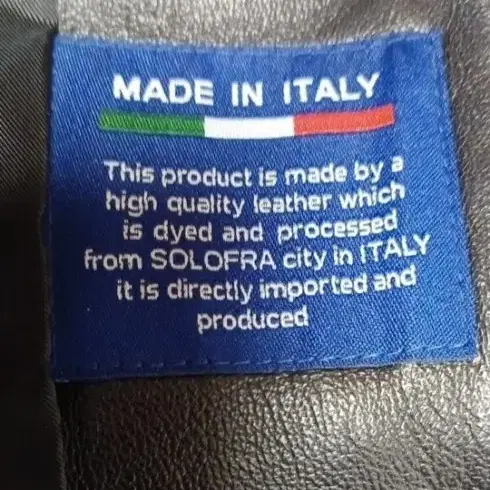 MADE IN ITALY
This product is made by a
high quality leather which
is dyed and processed
from SOLOFRA city in ITALY
it is directly imported and
produced